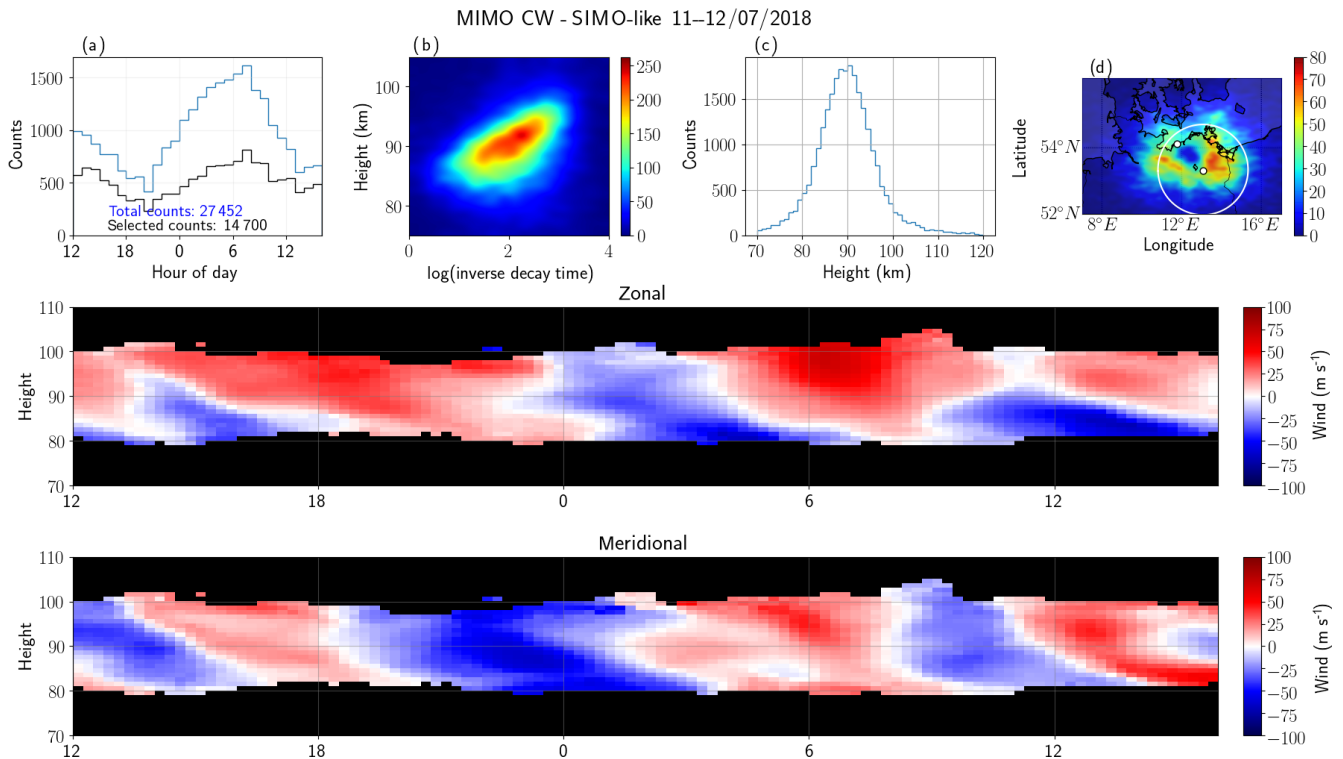 MIMO CW - SIMO-like 11–12/07/2018
(a)
(b)
(c)
(d)
Counts
1500
1000
500
0
Total counts: 27 452
Selected counts: 14 700
12 18 0 6 12
Hour of day
Height (km)
100
90
80
0 2 4
log(inverse decay time)
250
200
150
100
50
0
Counts
1500
1000
500
0
70 80 90 100 110 120
Height (km)
Latitude
54°N
52°N
8°E 12°E 16°E
Longitude
80
70
60
50
40
30
20
10
0
Zonal
Height
110
100
90
80
70
12 18 0 6 12
100
75
50
25
0
−25
−50
−75
−100
Wind (m s⁻¹)
Meridional
Height
110
100
90
80
70
12 18 0 6 12
100
75
50
25
0
−25
−50
−75
−100
Wind (m s⁻¹)